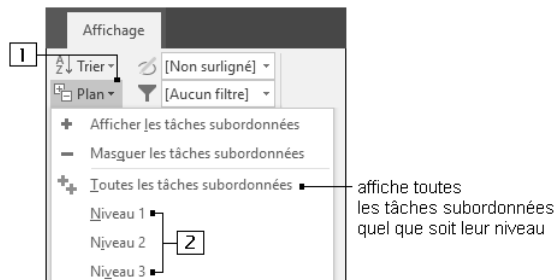 Affichage
1
Trier
[Non surligné]
Plan
[Aucun filtre]
Afficher les tâches subordonnées
Masquer les tâches subordonnées
Toutes les tâches subordonnées
affiche toutes
les tâches subordonnées
quel que soit leur niveau
Niveau 1
Niveau 2
2
Niveau 3